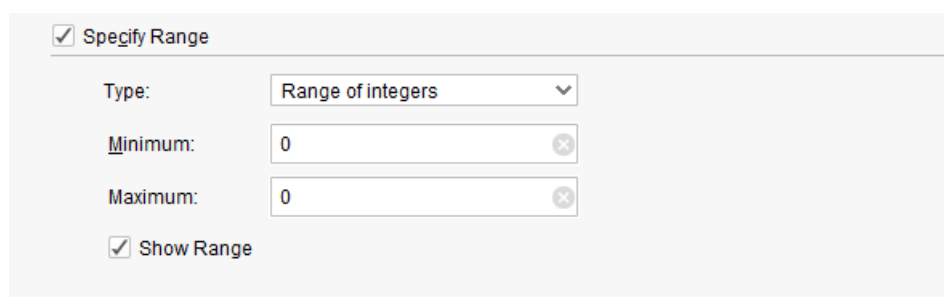 Specify Range
Type: Range of integers
Minimum: 0
Maximum: 0
Show Range